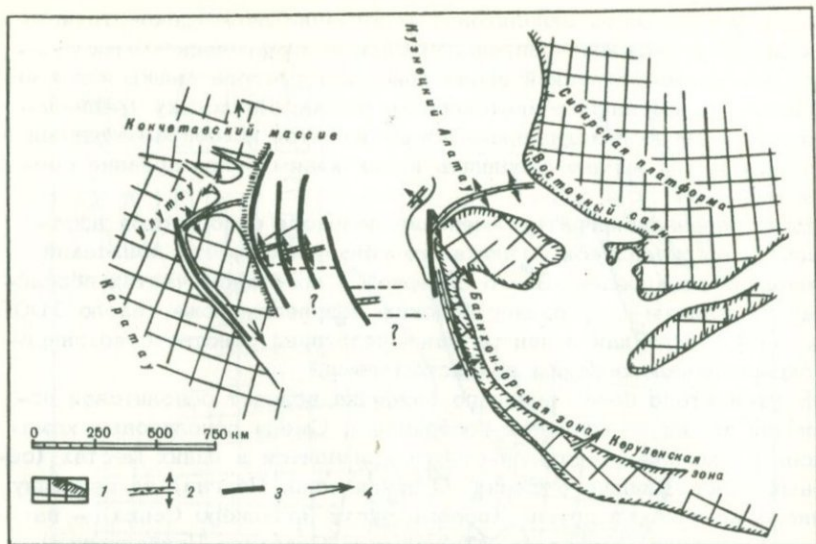 Кокчетавский массив
Улутау
Каратау
?
?
Кузнецкий Алатау
Сибирская платформа
Восточный саян
Баянхонгорская зона
Керуленская
зона
0 250 500 750 км
1 2 3 4